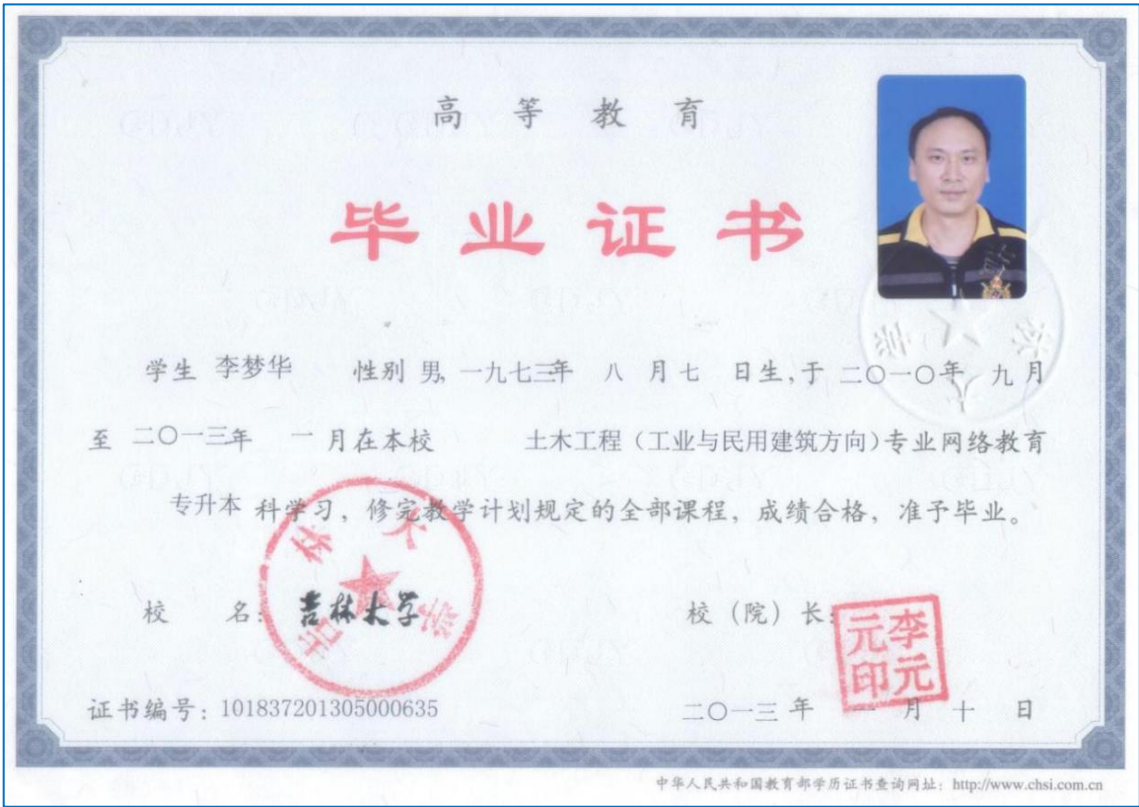 高等教育
毕业证书
学生 李梦华 性别 男, 一九七三年 八 月 七 日生, 于 二〇一〇年 九 月
至 二〇一三年 一 月在本校 土木工程（工业与民用建筑方向）专业网络教育
专升本 科学习，修完教学计划规定的全部课程，成绩合格，准予毕业。
校 名: 吉林大学
吉林大学
校（院）长:
李元元印
证书编号: 101837201305000635
二〇一三 年 一 月 十 日
中华人民共和国教育部学历证书查询网址: http://www.chsi.com.cn